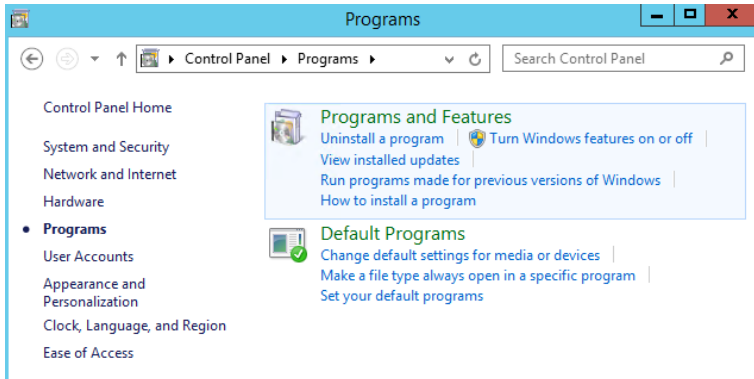 Programs
Control Panel Programs
Search Control Panel
Control Panel Home
System and Security
Network and Internet
Hardware
Programs
User Accounts
Appearance and
Personalization
Clock, Language, and Region
Ease of Access
Programs and Features
Uninstall a program Turn Windows features on or off
View installed updates
Run programs made for previous versions of Windows
How to install a program
Default Programs
Change default settings for media or devices
Make a file type always open in a specific program
Set your default programs